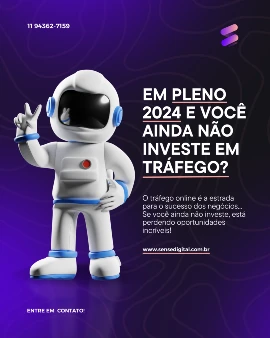 11 94362-7159
EM PLENO
2024 E VOCÊ
AINDA NÃO
INVESTE EM
TRÁFEGO?
O tráfego online é a estrada
para o sucesso dos negócios...
Se você ainda não investe, está
perdendo oportunidades
incríveis!
www.sensedigital.com.br
ENTRE EM CONTATO!